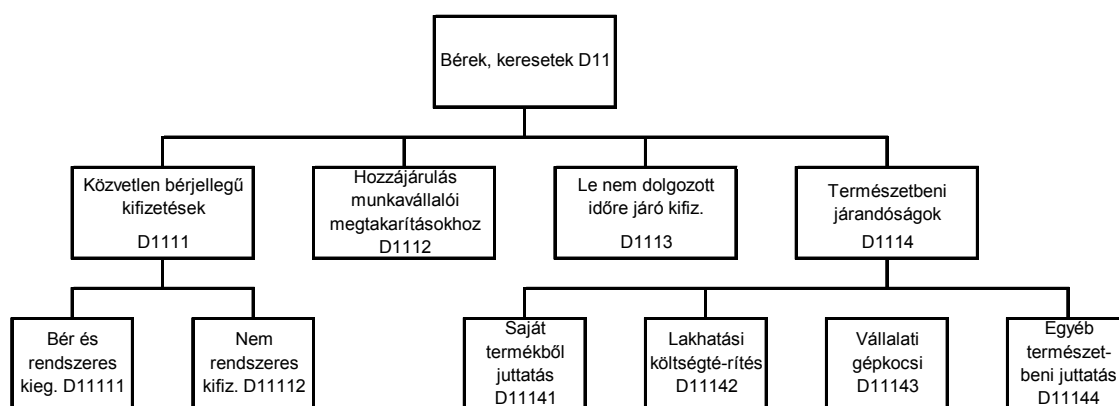 Bérek, keresetek D11
Közvetlen bérjellegű
kifizetések
D1111
Hozzájárulás
munkavállalói
megtakarításokhoz
D1112
Le nem dolgozott
időre járó kifiz.
D1113
Természetbeni
járandóságok
D1114
Bér és
rendszeres
kieg. D11111
Nem
rendszeres
kifiz. D11112
Saját
termékből
juttatás
D11141
Lakhatási
költségté-rítés
D11142
Vállalati
gépkocsi
D11143
Egyéb
természet-
beni juttatás
D11144